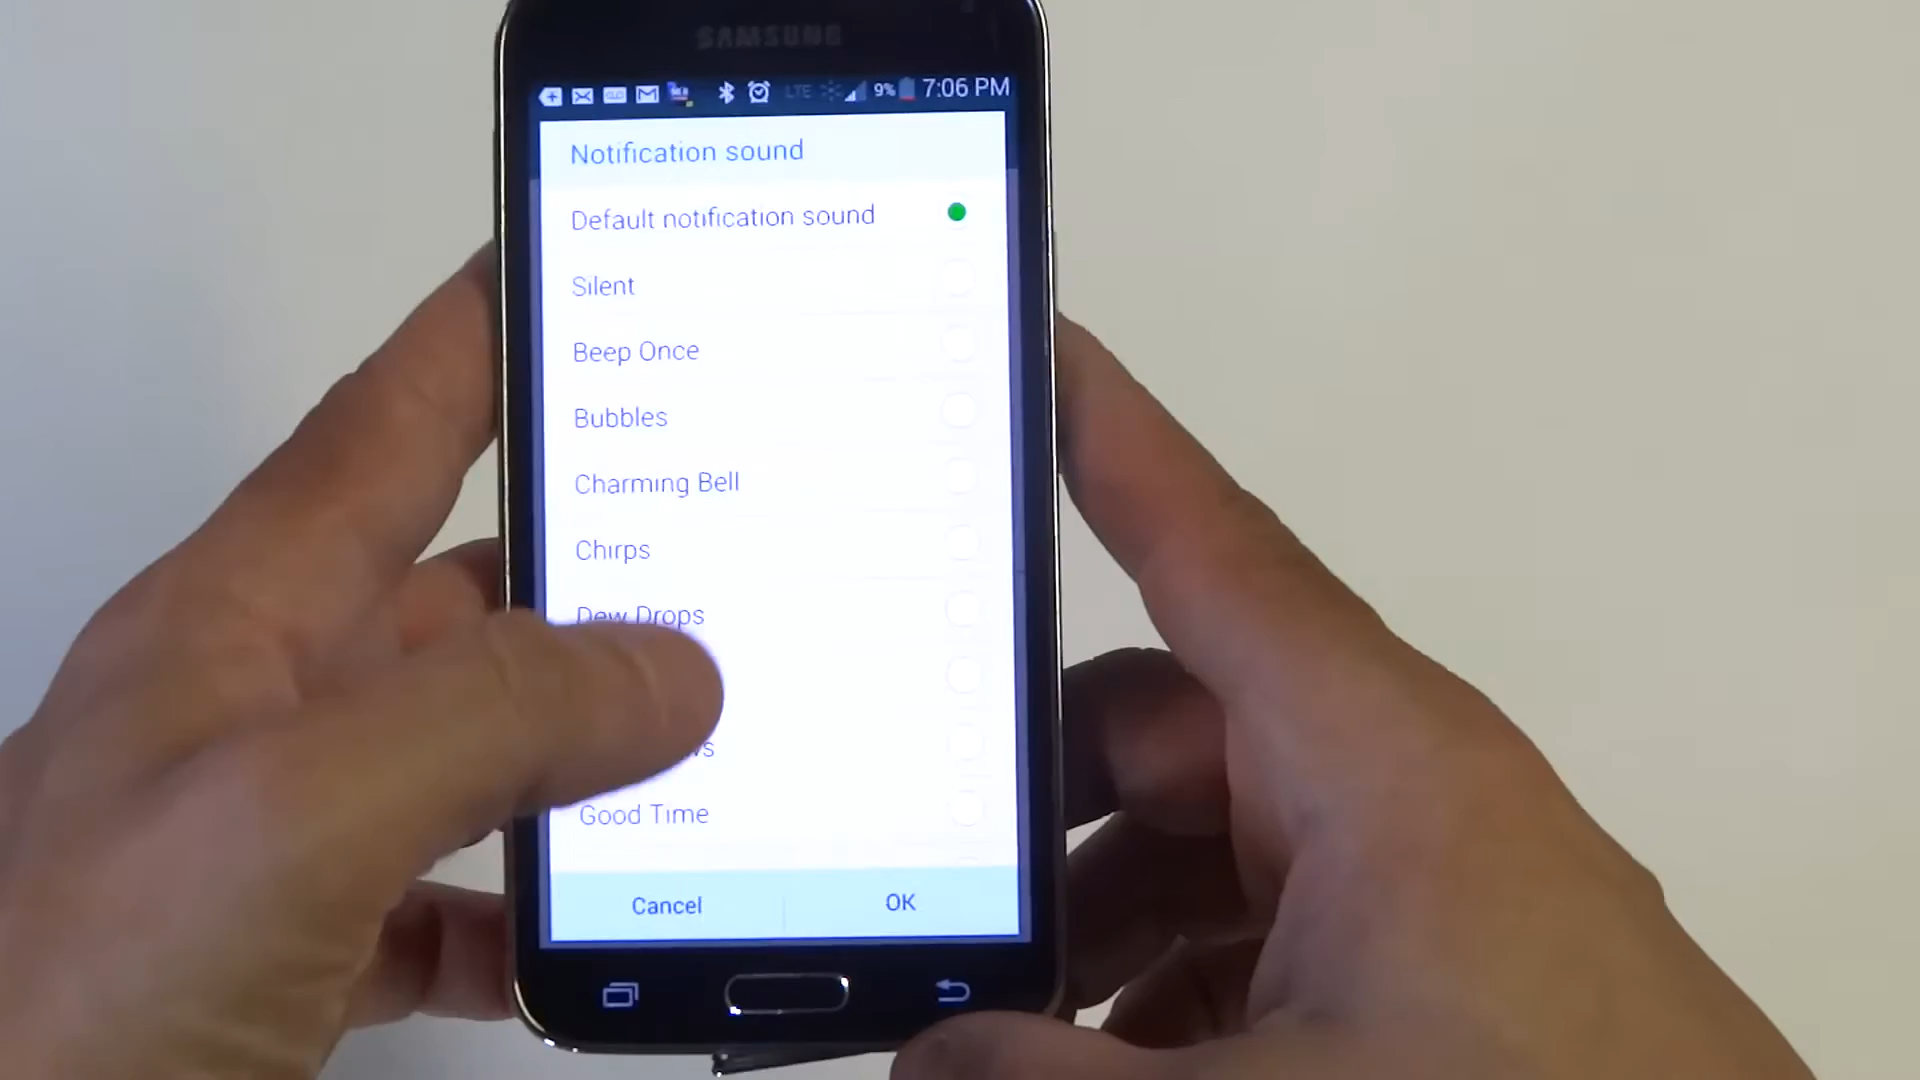 SAMSUNG
LTE 9% 7:06 PM
Notification sound
Default notification sound
Silent
Beep Once
Bubbles
Charming Bell
Chirps
Dew Drops
Good Time
Cancel OK